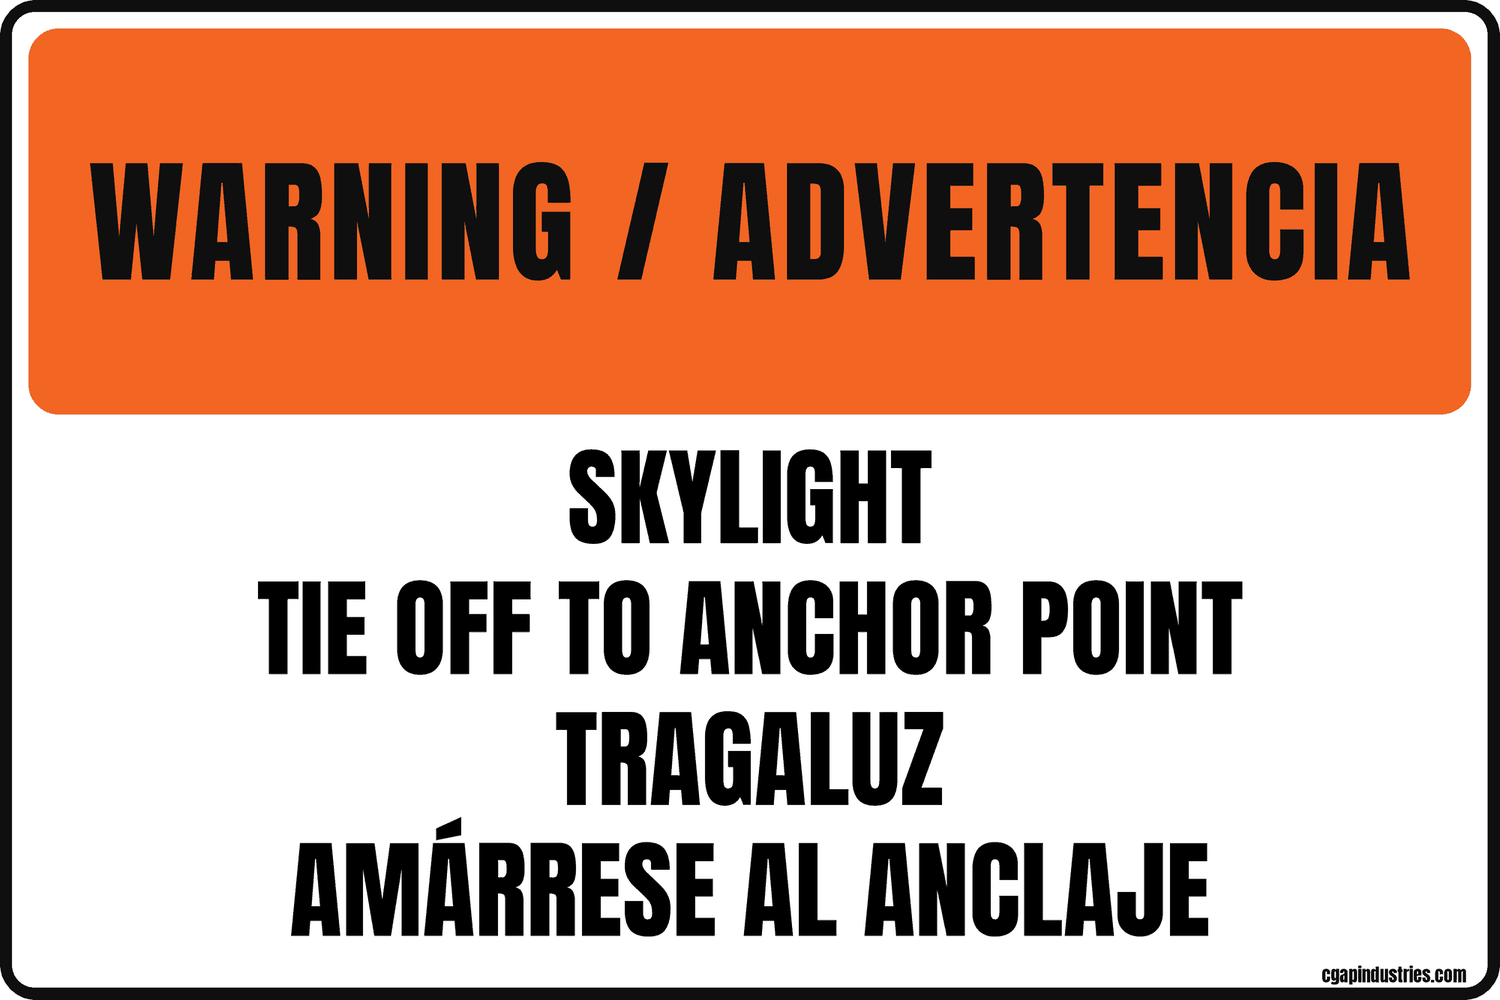 WARNING / ADVERTENCIA
SKYLIGHT
TIE OFF TO ANCHOR POINT
TRAGALUZ
AMÁRRESE AL ANCLAJE
cgapindustries.com